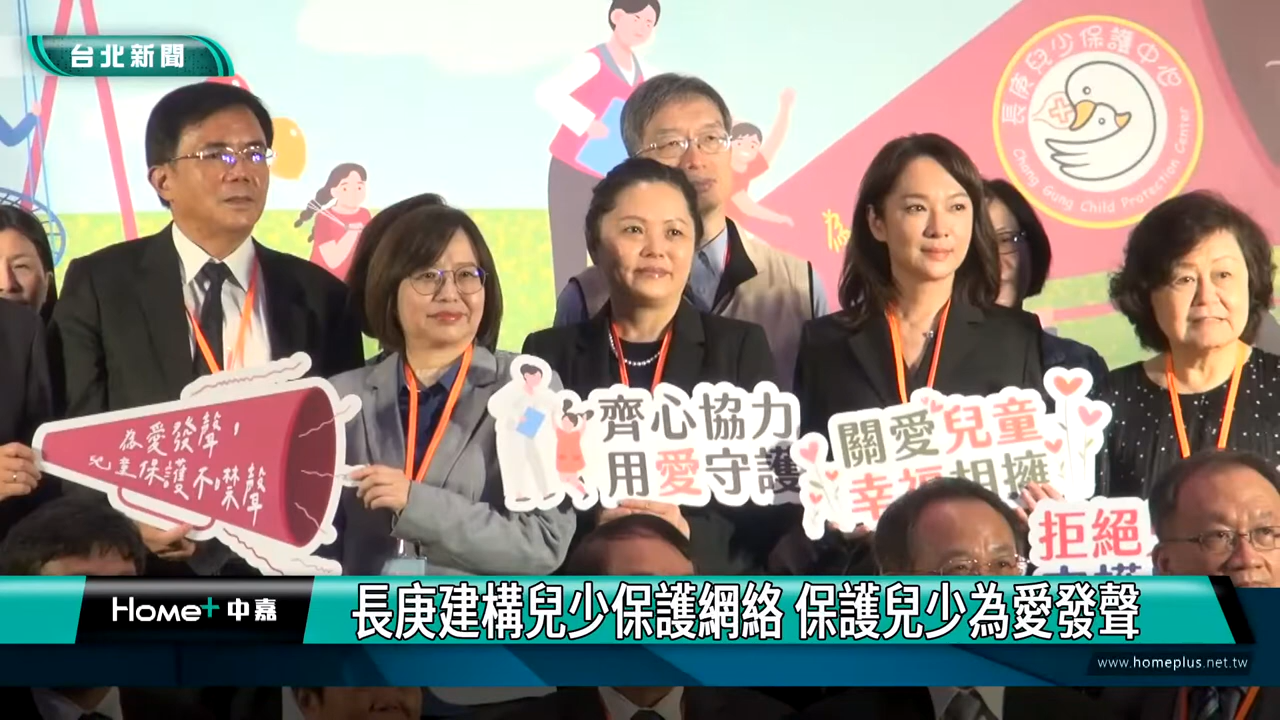 台北新聞
長庚兒少保護中心
Chang Gung Child Protection Center
為
為愛發聲，
兒童保護不噤聲
齊心協力
用愛守護
關愛兒童
幸福相擁
拒絕
Home+中嘉
長庚建構兒少保護網絡 保護兒少為愛發聲
www.homeplus.net.tw